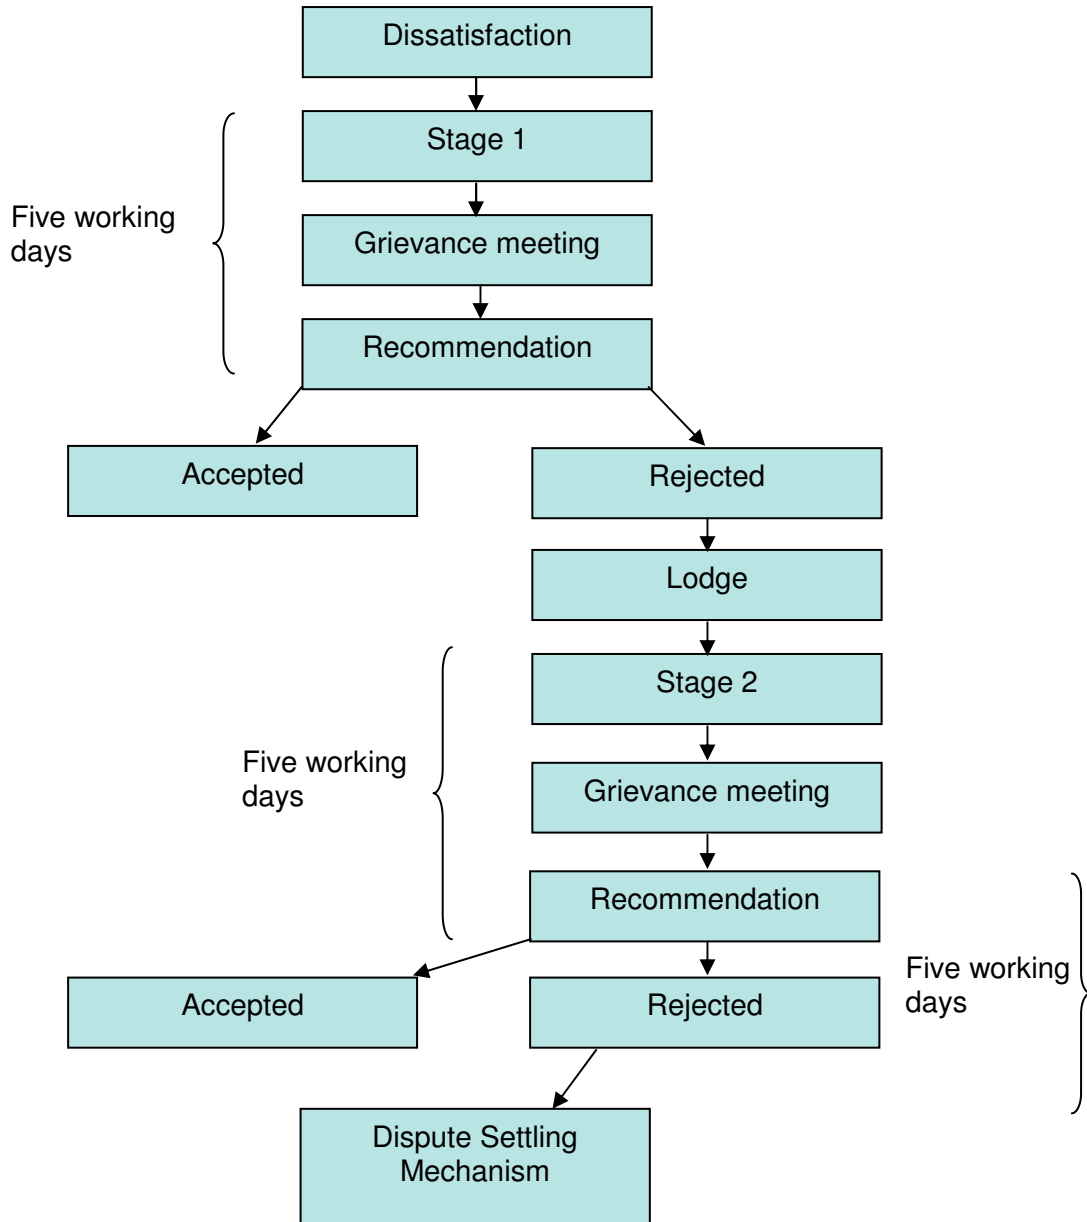 Dissatisfaction
Stage 1
Five working
days
Grievance meeting
Recommendation
Accepted
Rejected
Lodge
Stage 2
Five working
days
Grievance meeting
Recommendation
Five working
days
Accepted
Rejected
Dispute Settling
Mechanism